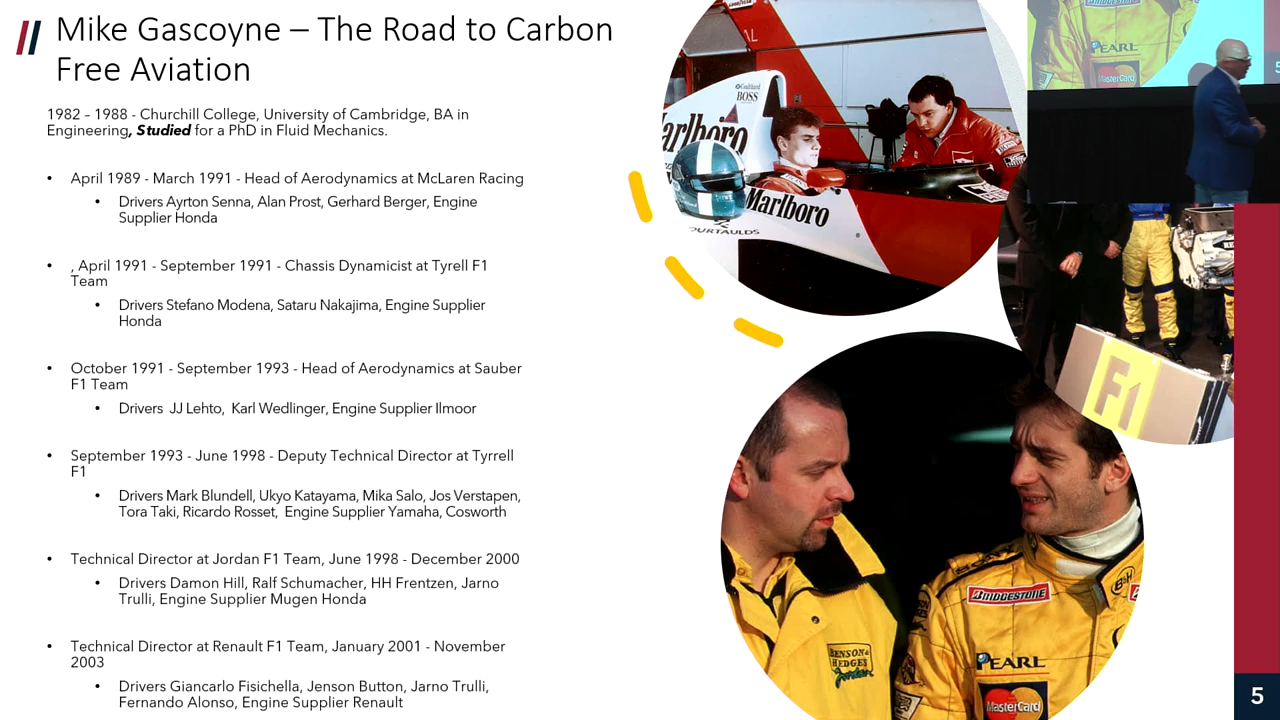 Mike Gascoyne – The Road to Carbon
Free Aviation
1982 – 1988 - Churchill College, University of Cambridge, BA in
Engineering, Studied for a PhD in Fluid Mechanics.
• April 1989 - March 1991 - Head of Aerodynamics at McLaren Racing
• Drivers Ayrton Senna, Alan Prost, Gerhard Berger, Engine
Supplier Honda
• , April 1991 - September 1991 - Chassis Dynamicist at Tyrell F1
Team
• Drivers Stefano Modena, Sataru Nakajima, Engine Supplier
Honda
• October 1991 - September 1993 - Head of Aerodynamics at Sauber
F1 Team
• Drivers JJ Lehto, Karl Wedlinger, Engine Supplier Ilmoor
• September 1993 - June 1998 - Deputy Technical Director at Tyrrell
F1
• Drivers Mark Blundell, Ukyo Katayama, Mika Salo, Jos Verstapen,
Tora Taki, Ricardo Rosset, Engine Supplier Yamaha, Cosworth
• Technical Director at Jordan F1 Team, June 1998 - December 2000
• Drivers Damon Hill, Ralf Schumacher, HH Frentzen, Jarno
Trulli, Engine Supplier Mugen Honda
• Technical Director at Renault F1 Team, January 2001 - November
2003
• Drivers Giancarlo Fisichella, Jenson Button, Jarno Trulli,
Fernando Alonso, Engine Supplier Renault
AL
BOSS
arlboro
Marlboro
OURTAULDS
PEARL
MasterCard
F1
BRIDGESTONE
B&H
BENSON &
HEDGES
Jordan
PEARL
MasterCard
5